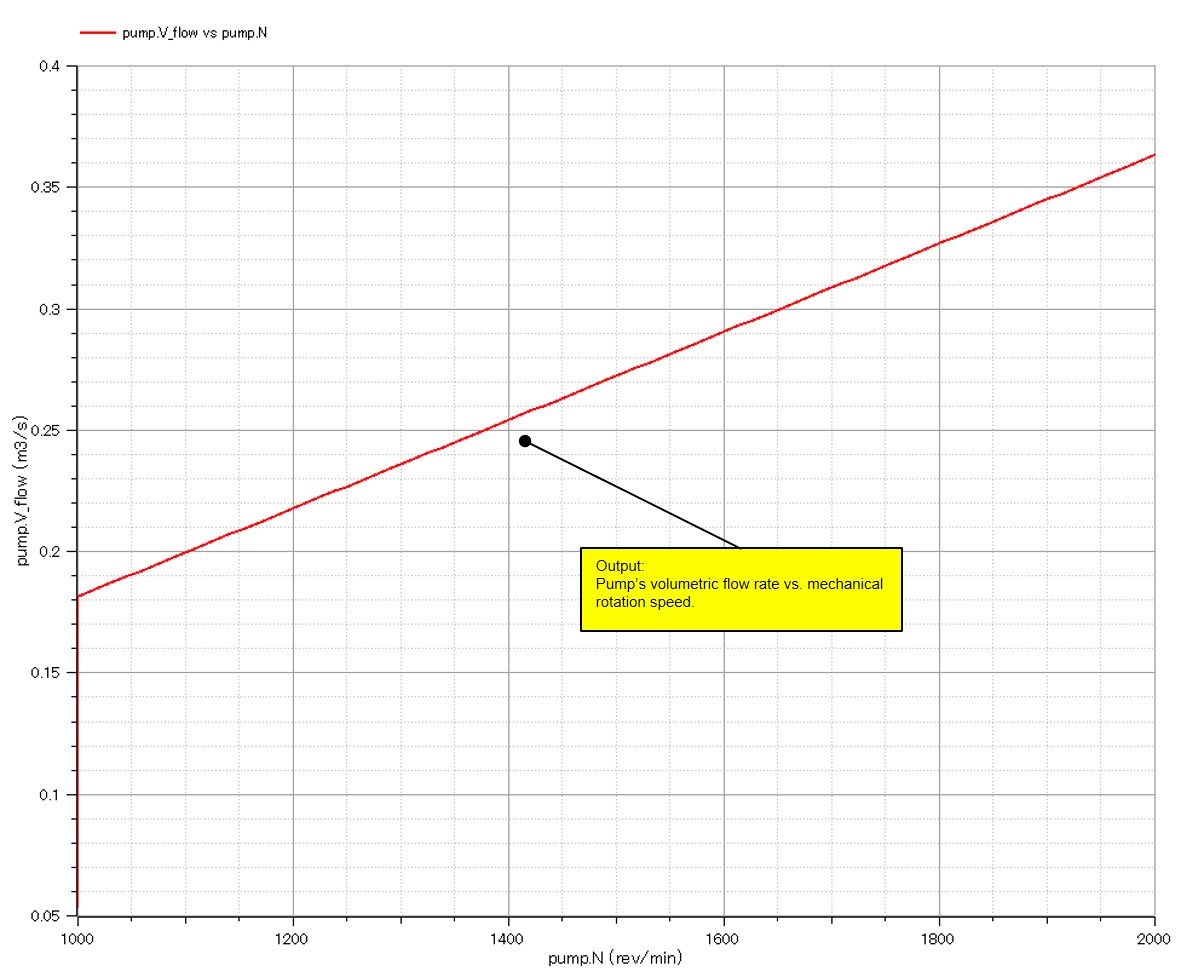 pump.V_flow vs pump.N
0.4
0.35
0.3
0.25
0.2
0.15
0.1
0.05
pump.V_flow (m3/s)
Output:
Pump's volumetric flow rate vs. mechanical
rotation speed.
1000
1200
1400
1600
1800
2000
pump.N (rev/min)